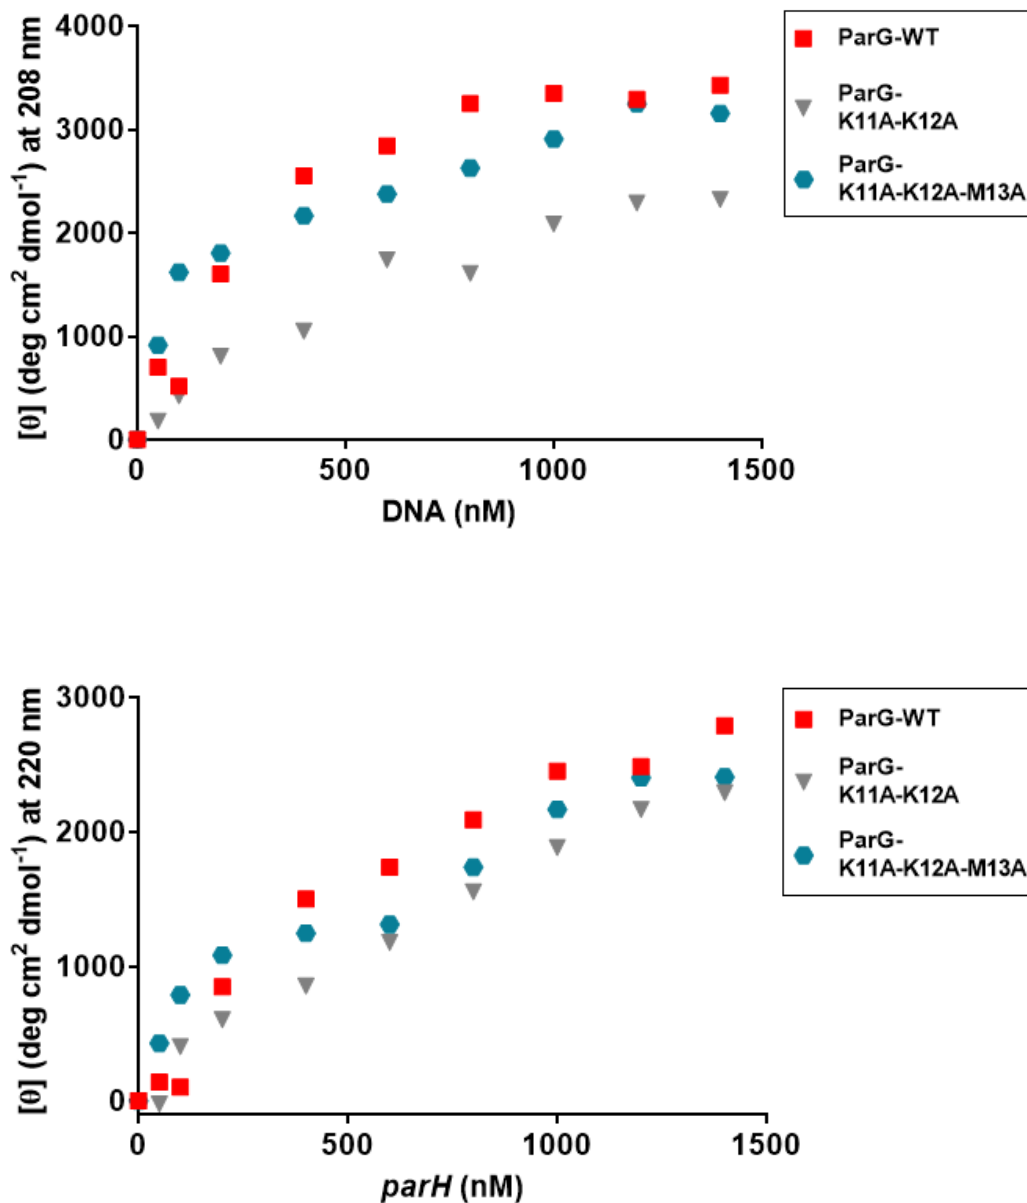 [θ] (deg cm² dmol⁻¹) at 208 nm
4000
3000
2000
1000
0
0 500 1000 1500
DNA (nM)
ParG-WT
ParG-
K11A-K12A
ParG-
K11A-K12A-M13A
[θ] (deg cm² dmol⁻¹) at 220 nm
3000
2000
1000
0
0 500 1000 1500
parH (nM)
ParG-WT
ParG-
K11A-K12A
ParG-
K11A-K12A-M13A